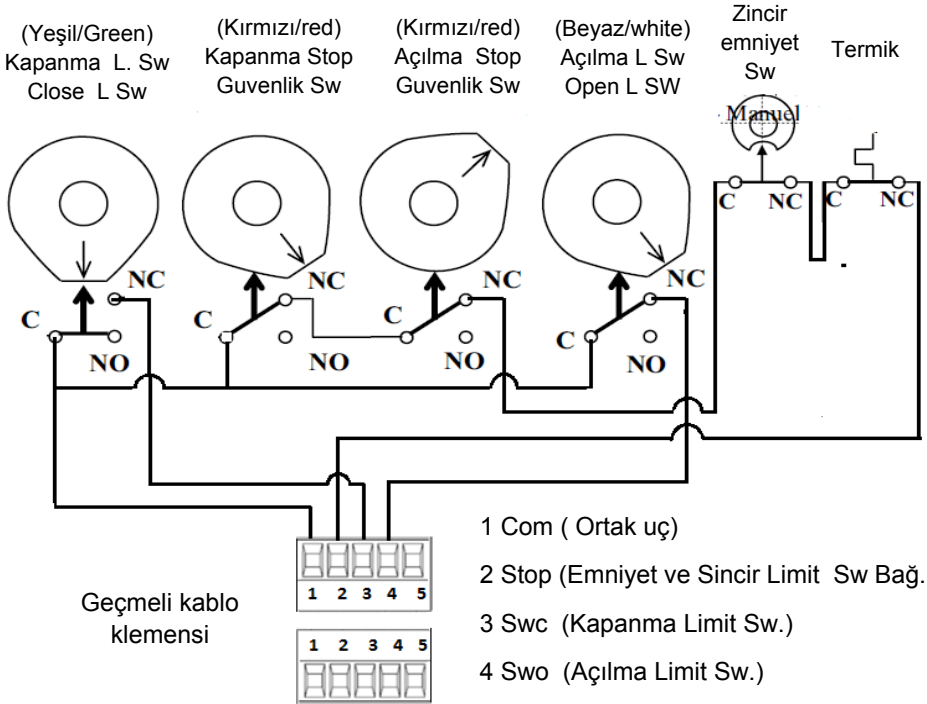 (Yeşil/Green)
Kapanma L. Sw
Close L Sw
(Kırmızı/red)
Kapanma Stop
Guvenlik Sw
(Kırmızı/red)
Açılma Stop
Guvenlik Sw
(Beyaz/white)
Açılma L Sw
Open L SW
Zincir
emniyet
Sw
Termik
Manuel
C NC C NC
NC NC NC
C C C C
NO NO NO NO
1 2 3 4 5
1 2 3 4 5
Geçmeli kablo
klemensi
1 Com ( Ortak uç)
2 Stop (Emniyet ve Sincir Limit Sw Bağ.
3 Swc (Kapanma Limit Sw.)
4 Swo (Açılma Limit Sw.)